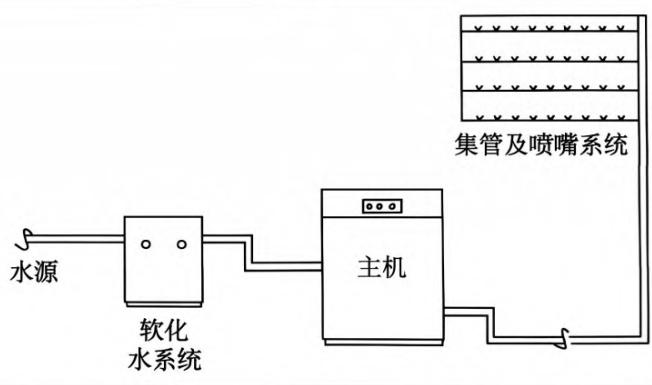 集管及喷嘴系统
主机
水源
软化
水系统